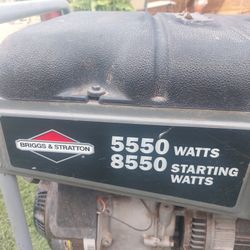 BRIGGS & STRATTON
5550 WATTS
8550 STARTING
WATTS